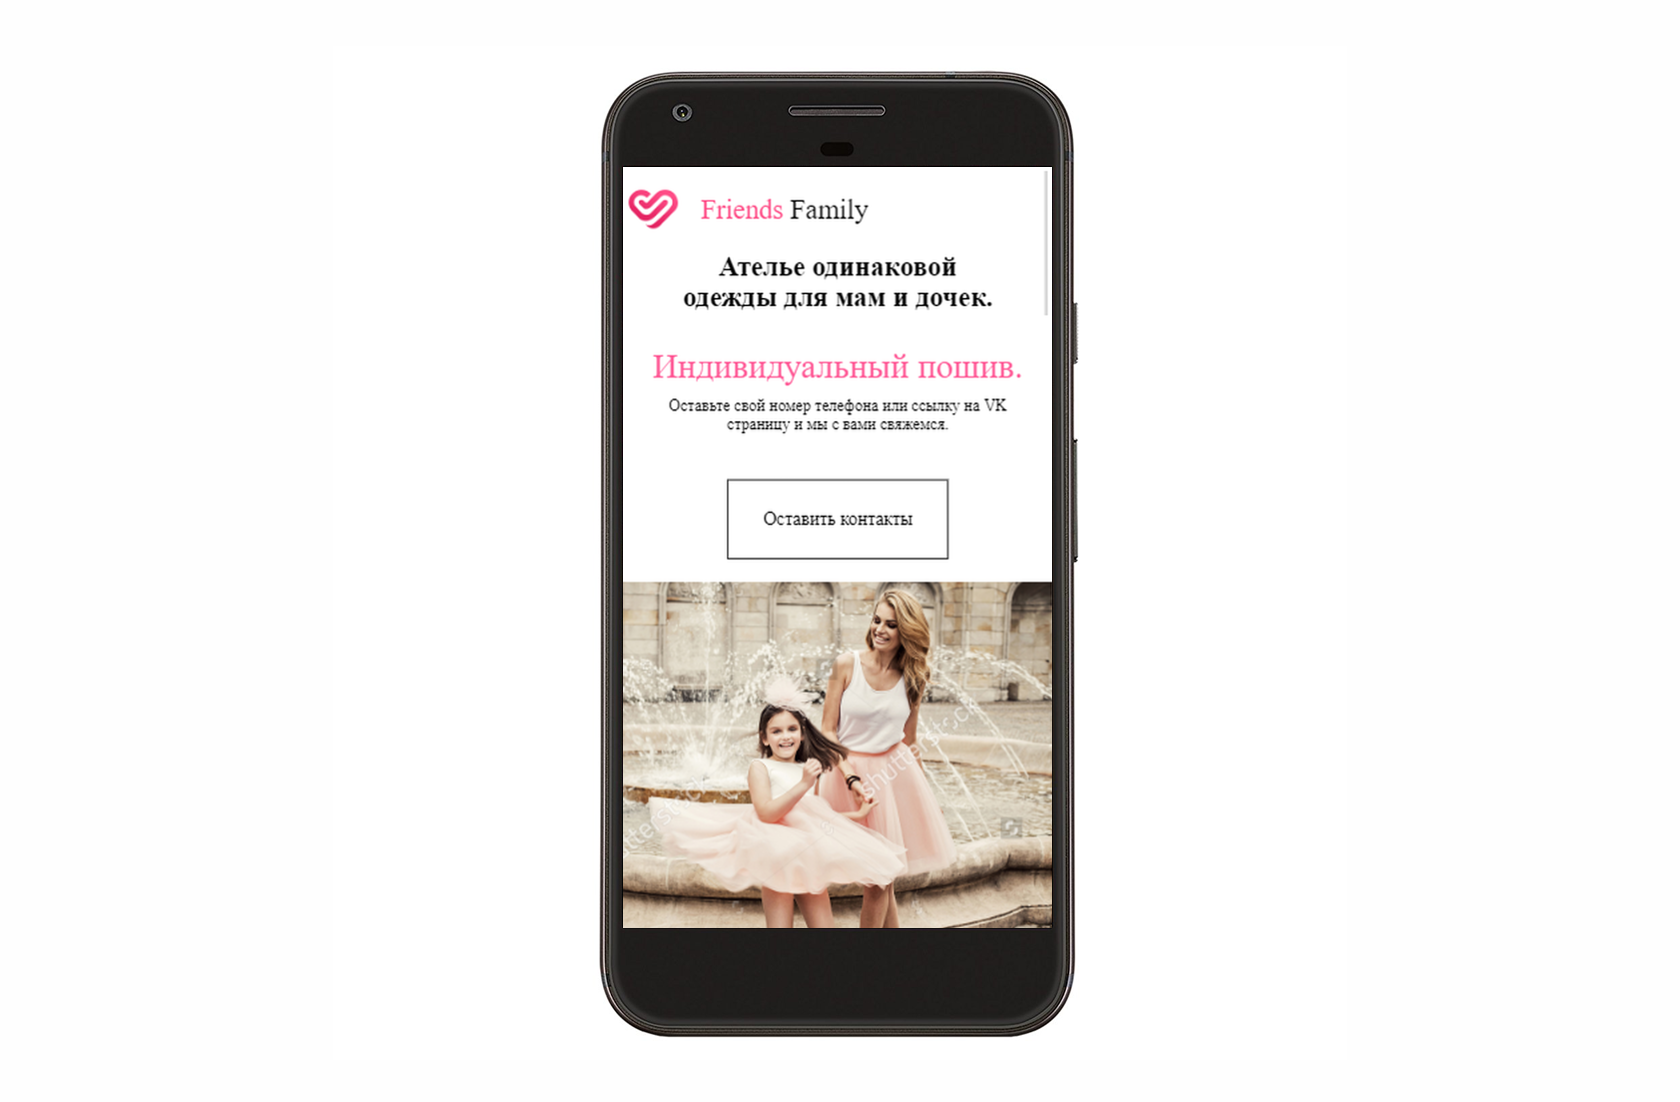 Friends Family
Ателье одинаковой
одежды для мам и дочек.
Индивидуальный пошив.
Оставьте свой номер телефона или ссылку на VK
страницу и мы с вами свяжемся.
Оставить контакты
shutterstock
utterstock